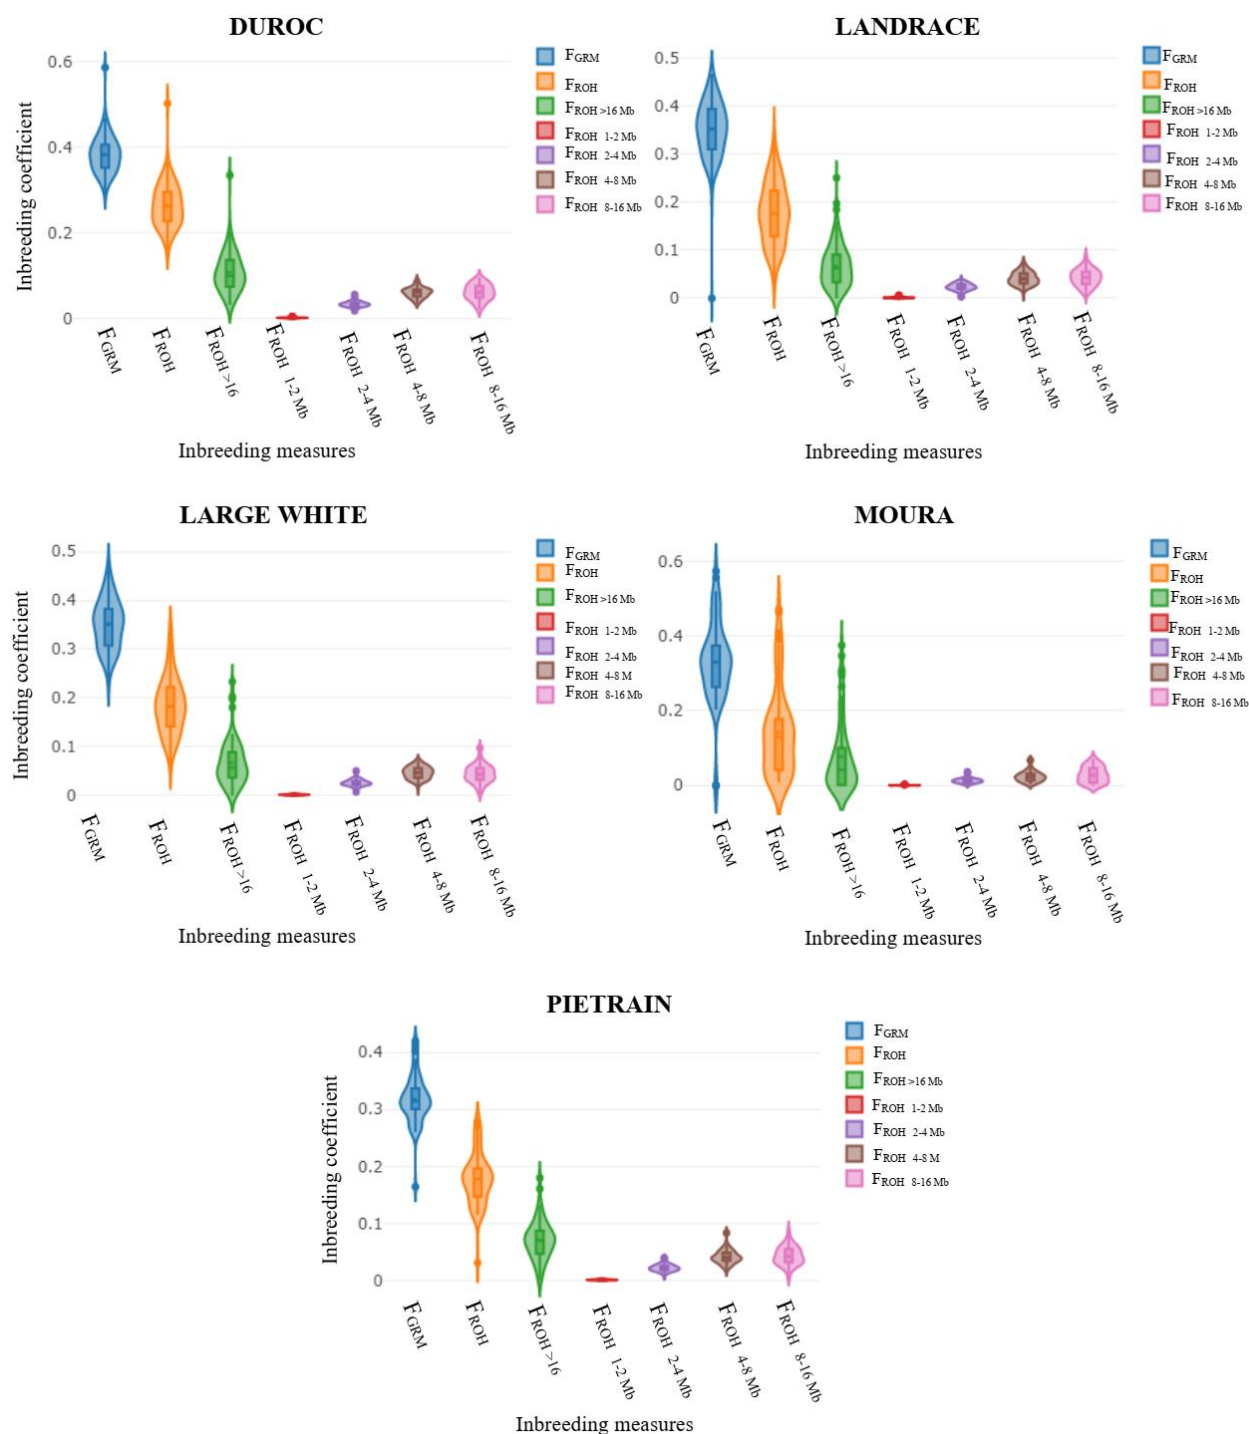 DUROC
Inbreeding coefficient
0.6
0.4
0.2
0
FGRM
FROH
FROH >16
FROH 1-2 Mb
FROH 2-4 Mb
FROH 4-8 Mb
FROH 8-16 Mb
Inbreeding measures
FGRM
FROH
FROH >16 Mb
FROH 1-2 Mb
FROH 2-4 Mb
FROH 4-8 Mb
FROH 8-16 Mb
LANDRACE
0.5
0.4
0.3
0.2
0.1
0
FGRM
FROH
FROH >16
FROH 1-2 Mb
FROH 2-4 Mb
FROH 4-8 Mb
FROH 8-16 Mb
Inbreeding measures
FGRM
FROH
FROH >16 Mb
FROH 1-2 Mb
FROH 2-4 Mb
FROH 4-8 Mb
FROH 8-16 Mb
LARGE WHITE
Inbreeding coefficient
0.5
0.4
0.3
0.2
0.1
0
FGRM
FROH
FROH >16
FROH 1-2 Mb
FROH 2-4 Mb
FROH 4-8 Mb
FROH 8-16 Mb
Inbreeding measures
FGRM
FROH
FROH >16 Mb
FROH 1-2 Mb
FROH 2-4 Mb
FROH 4-8 M
FROH 8-16 Mb
MOURA
0.6
0.4
0.2
0
FGRM
FROH
FROH >16
FROH 1-2 Mb
FROH 2-4 Mb
FROH 4-8 Mb
FROH 8-16 Mb
Inbreeding measures
FGRM
FROH
FROH >16 Mb
FROH 1-2 Mb
FROH 2-4 Mb
FROH 4-8 Mb
FROH 8-16 Mb
PIETRAIN
Inbreeding coefficient
0.4
0.3
0.2
0.1
0
FGRM
FROH
FROH >16
FROH 1-2 Mb
FROH 2-4 Mb
FROH 4-8 Mb
FROH 8-16 Mb
Inbreeding measures
FGRM
FROH
FROH >16 Mb
FROH 1-2 Mb
FROH 2-4 Mb
FROH 4-8 M
FROH 8-16 Mb